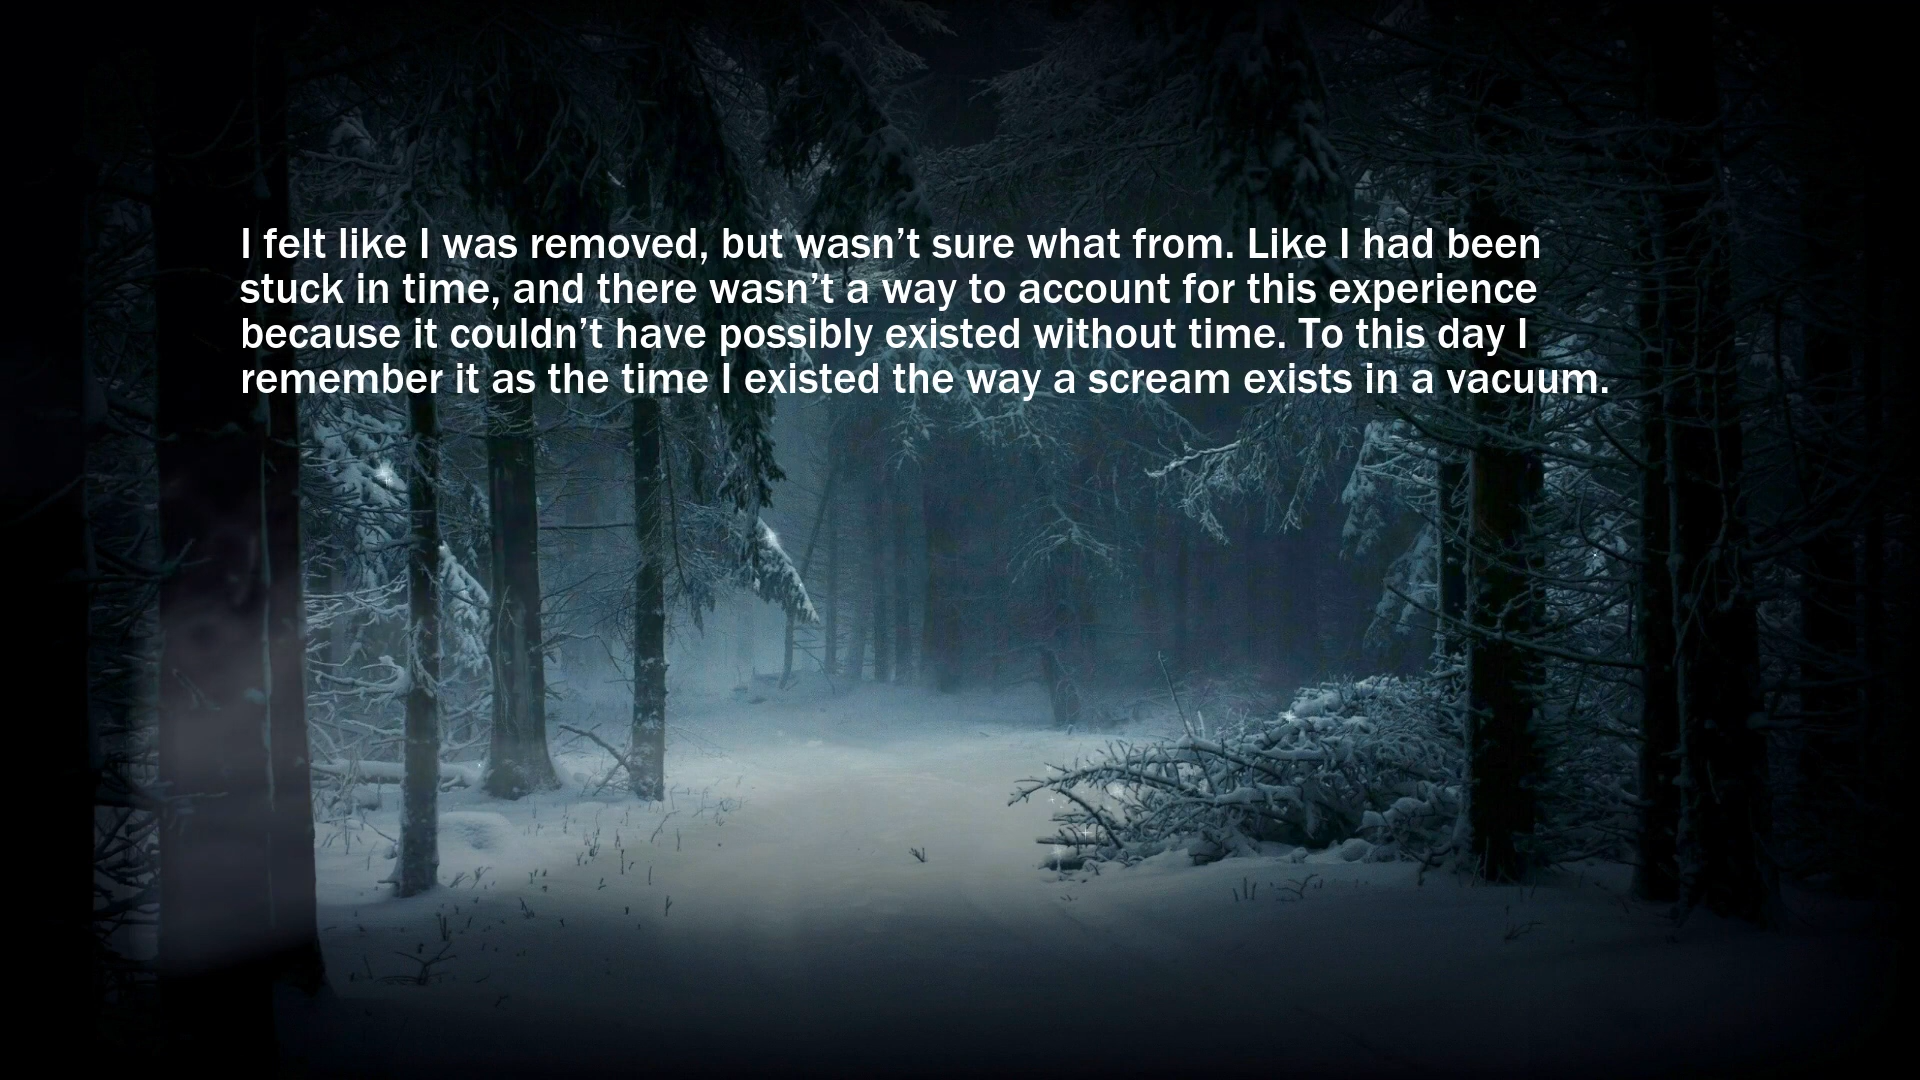 I felt like I was removed, but wasn’t sure what from. Like I had been
stuck in time, and there wasn’t a way to account for this experience
because it couldn’t have possibly existed without time. To this day I
remember it as the time I existed the way a scream exists in a vacuum.